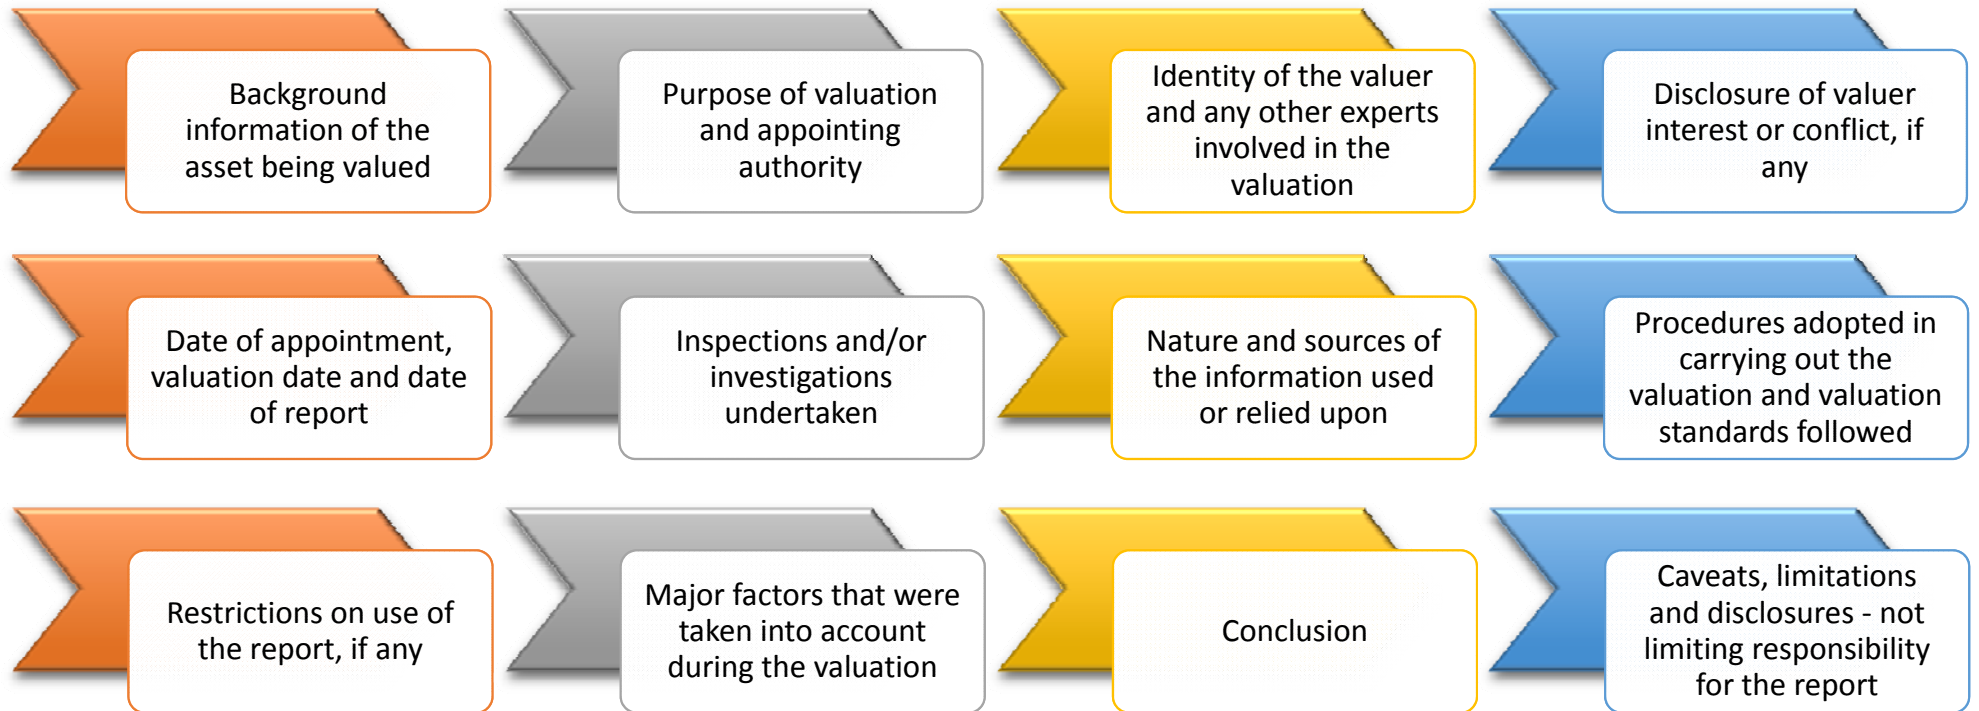 Background
information of the
asset being valued
Purpose of valuation
and appointing
authority
Identity of the valuer
and any other experts
involved in the
valuation
Disclosure of valuer
interest or conflict, if
any
Date of appointment,
valuation date and date
of report
Inspections and/or
investigations
undertaken
Nature and sources of
the information used
or relied upon
Procedures adopted in
carrying out the
valuation and valuation
standards followed
Restrictions on use of
the report, if any
Major factors that were
taken into account
during the valuation
Conclusion
Caveats, limitations
and disclosures - not
limiting responsibility
for the report